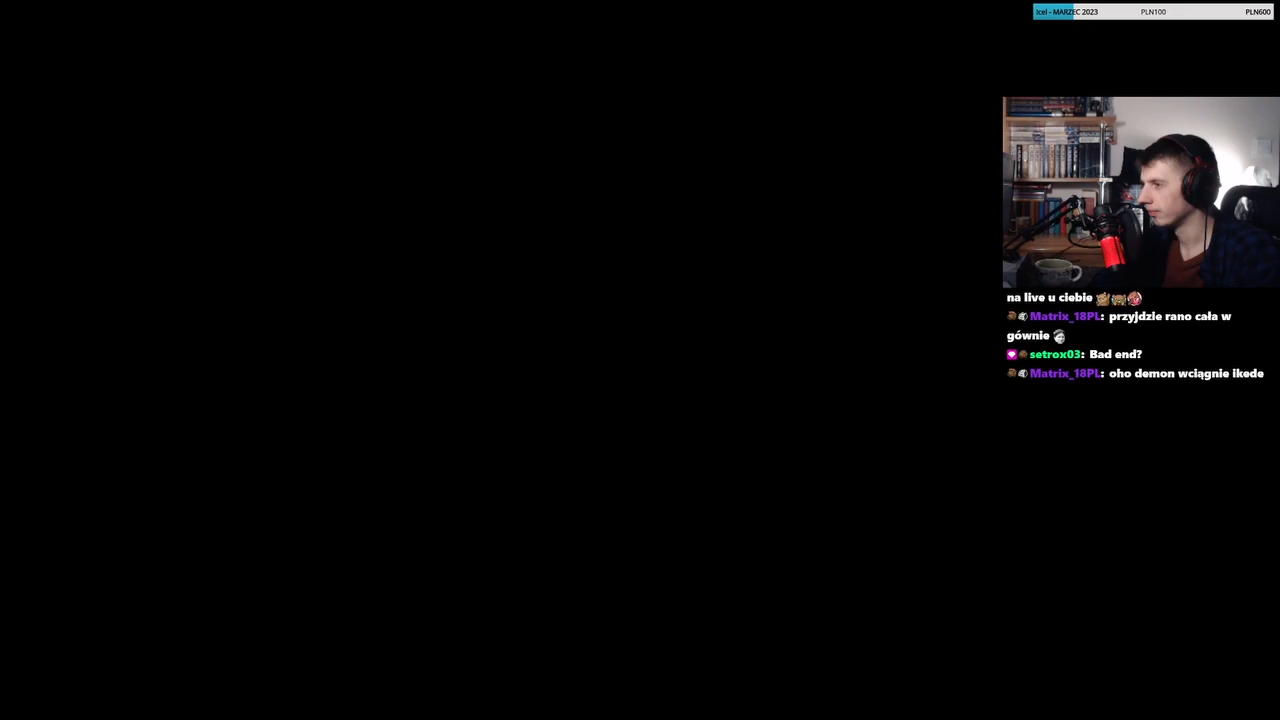 !cel - MARZEC 2023 PLN100 PLN600
na live u ciebie
Matrix_18PL: przyjdzie rano cała w
gównie
setrox03: Bad end?
Matrix_18PL: oho demon wciągnie ikede